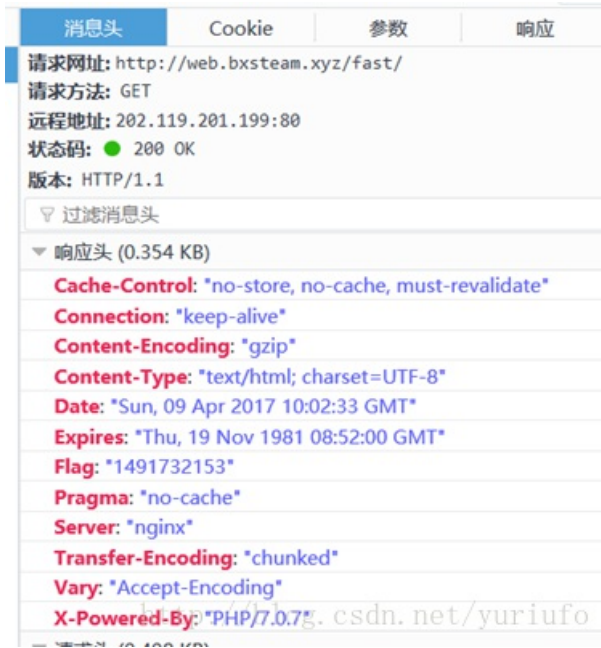 消息头 Cookie 参数 响应
请求网址: http://web.bxsteam.xyz/fast/
请求方法: GET
远程地址: 202.119.201.199:80
状态码: 200 OK
版本: HTTP/1.1
过滤消息头
响应头 (0.354 KB)
Cache-Control: "no-store, no-cache, must-revalidate"
Connection: "keep-alive"
Content-Encoding: "gzip"
Content-Type: "text/html; charset=UTF-8"
Date: "Sun, 09 Apr 2017 10:02:33 GMT"
Expires: "Thu, 19 Nov 1981 08:52:00 GMT"
Flag: "1491732153"
Pragma: "no-cache"
Server: "nginx"
Transfer-Encoding: "chunked"
Vary: "Accept-Encoding"
X-Powered-By: "PHP/7.0.7"
http://blog.csdn.net/yuriufo